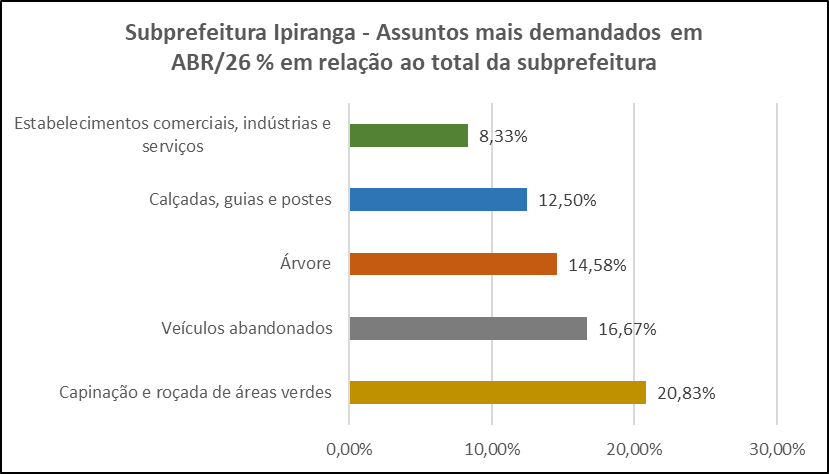 Subprefeitura Ipiranga - Assuntos mais demandados em
ABR/26 % em relação ao total da subprefeitura
Estabelecimentos comerciais, indústrias e
serviços
8,33%
Calçadas, guias e postes
12,50%
Árvore
14,58%
Veículos abandonados
16,67%
Capinação e roçada de áreas verdes
20,83%
0,00%
10,00%
20,00%
30,00%